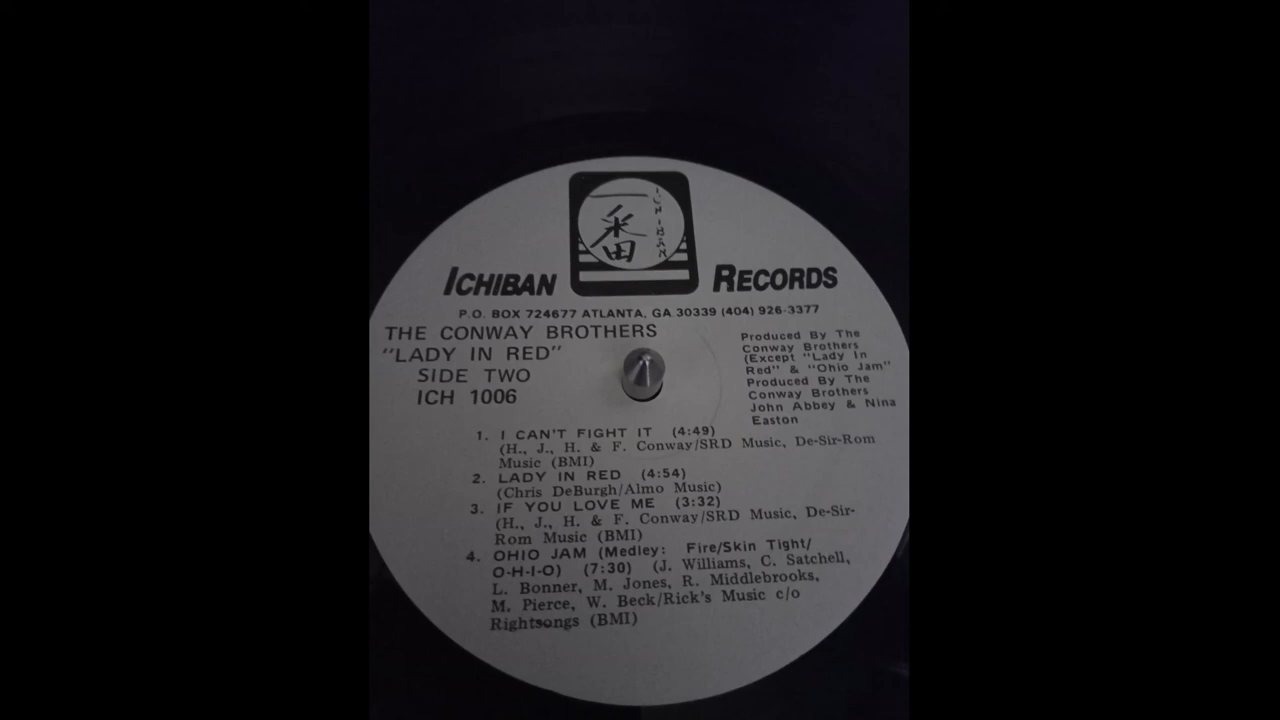 一番
ICHIBAN
ICHIBAN RECORDS
P.O. BOX 724677 ATLANTA, GA 30339 (404) 926-3377
THE CONWAY BROTHERS
"LADY IN RED"
SIDE TWO
ICH 1006
Produced By The
Conway Brothers
(Except "Lady In
Red" & "Ohio Jam"
Produced By The
Conway Brothers
John Abbey & Nina
Easton
1. I CAN'T FIGHT IT (4:49)
(H., J., H. & F. Conway/SRD Music, De-Sir-Rom
Music (BMI)
2. LADY IN RED (4:54)
(Chris DeBurgh/Almo Music)
3. IF YOU LOVE ME (3:32)
(H., J., H. & F. Conway/SRD Music, De-Sir-
Rom Music (BMI)
4. OHIO JAM (Medley: Fire/Skin Tight/
O-H-I-O) (7:30) (J. Williams, C. Satchell,
L. Bonner, M. Jones, R. Middlebrooks,
M. Pierce, W. Beck/Rick's Music c/o
Rightsongs (BMI)